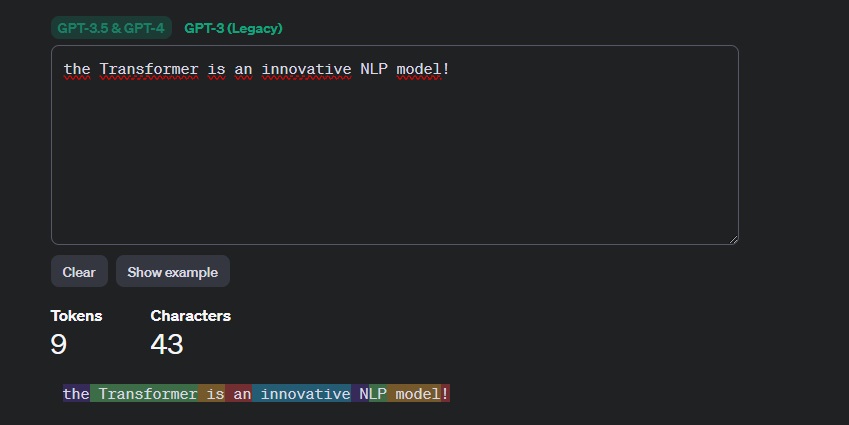 GPT-3.5 & GPT-4 GPT-3 (Legacy)
the Transformer is an innovative NLP model!
Clear Show example
Tokens Characters
9 43
the Transformer is an innovative NLP model!